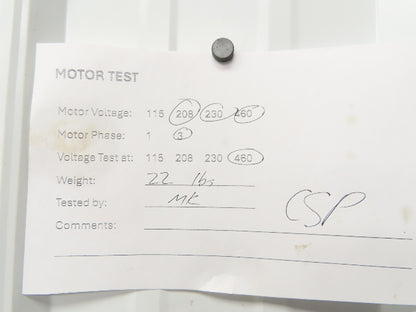 MOTOR TEST
Motor Voltage: 115 208 230 460
Motor Phase: 1 3
Voltage Test at: 115 208 230 460
Weight: 22 lbs
Tested by: MK
CSP
Comments: